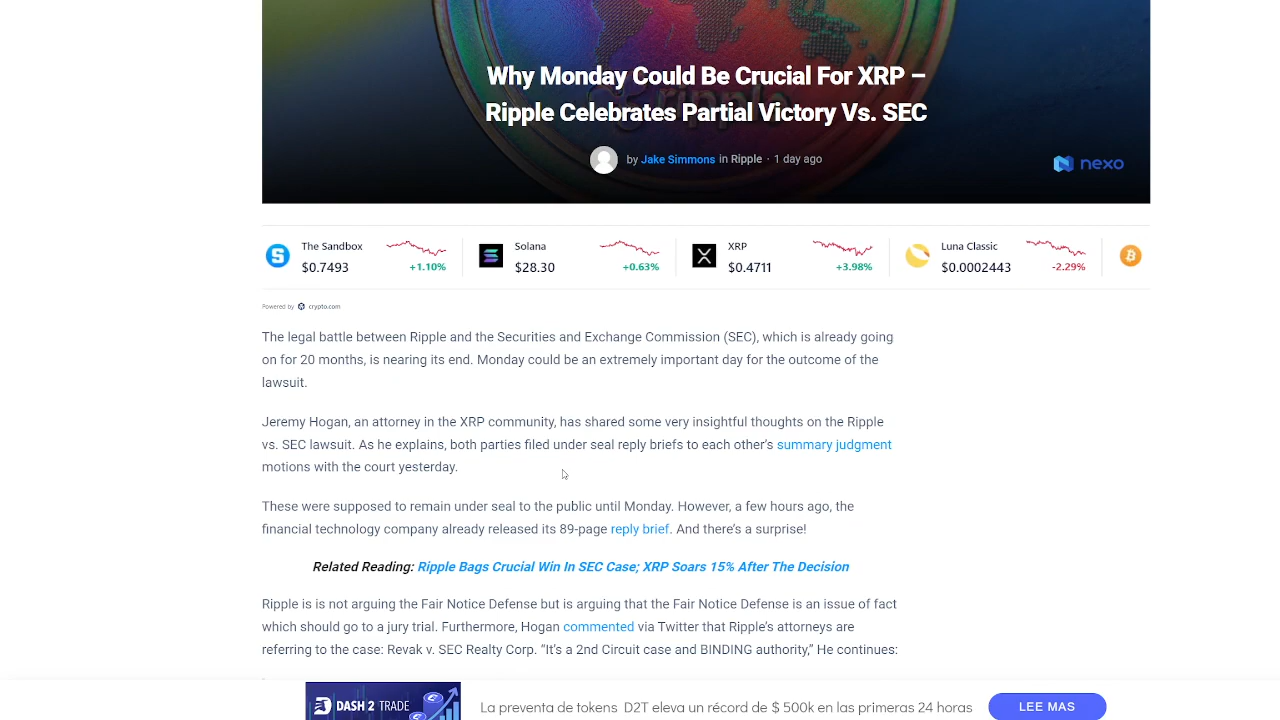 Why Monday Could Be Crucial For XRP –
Ripple Celebrates Partial Victory Vs. SEC
by Jake Simmons in Ripple · 1 day ago
nexo
The Sandbox
$0.7493
+1.10%
Solana
$28.30
+0.63%
XRP
$0.4711
+3.98%
Luna Classic
$0.0002443
-2.29%
Powered by crypto.com
The legal battle between Ripple and the Securities and Exchange Commission (SEC), which is already going
on for 20 months, is nearing its end. Monday could be an extremely important day for the outcome of the
lawsuit.
Jeremy Hogan, an attorney in the XRP community, has shared some very insightful thoughts on the Ripple
vs. SEC lawsuit. As he explains, both parties filed under seal reply briefs to each other's summary judgment
motions with the court yesterday.
These were supposed to remain under seal to the public until Monday. However, a few hours ago, the
financial technology company already released its 89-page reply brief. And there's a surprise!
Related Reading: Ripple Bags Crucial Win In SEC Case; XRP Soars 15% After The Decision
Ripple is is not arguing the Fair Notice Defense but is arguing that the Fair Notice Defense is an issue of fact
which should go to a jury trial. Furthermore, Hogan commented via Twitter that Ripple's attorneys are
referring to the case: Revak v. SEC Realty Corp. "It's a 2nd Circuit case and BINDING authority," He continues:
DASH 2 TRADE
La preventa de tokens D2T eleva un récord de $ 500k en las primeras 24 horas
LEE MAS